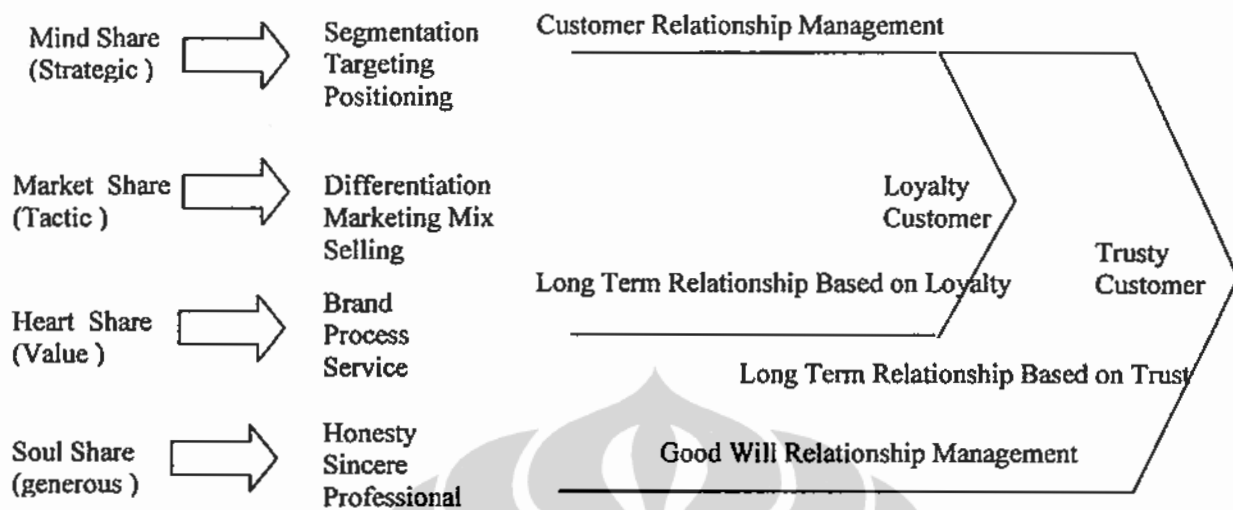 Mind Share
(Strategic )
Segmentation
Targeting
Positioning
Customer Relationship Management
Market Share
(Tactic )
Differentiation
Marketing Mix
Selling
Loyalty
Customer
Trusty
Customer
Long Term Relationship Based on Loyalty
Heart Share
(Value )
Brand
Process
Service
Long Term Relationship Based on Trust
Soul Share
(generous )
Honesty
Sincere
Professional
Good Will Relationship Management